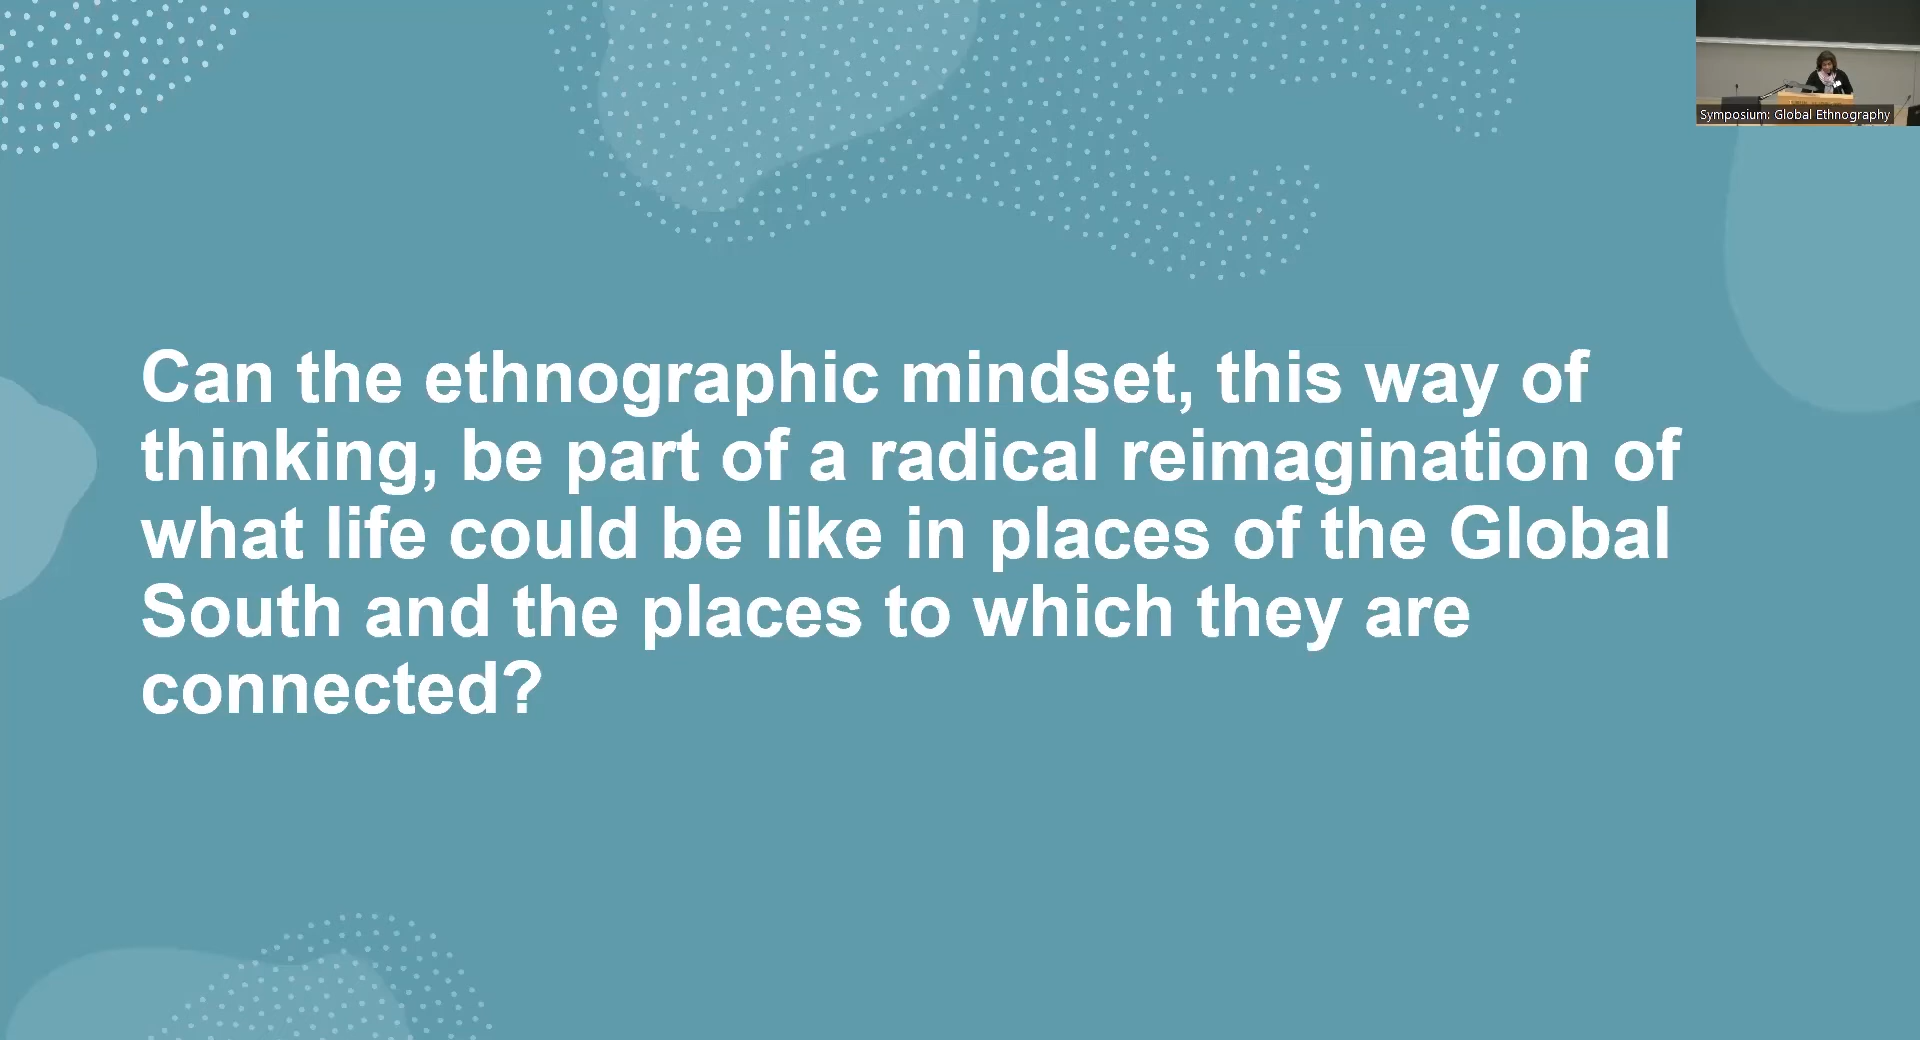 Symposium: Global Ethnography
Can the ethnographic mindset, this way of
thinking, be part of a radical reimagination of
what life could be like in places of the Global
South and the places to which they are
connected?